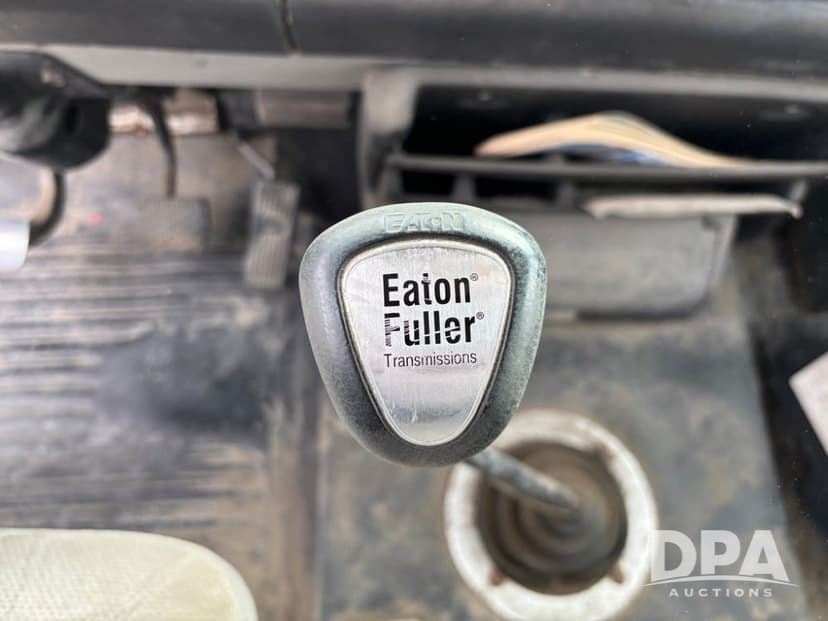 EATON
Eaton®
Fuller®
Transmissions
DPA
AUCTIONS